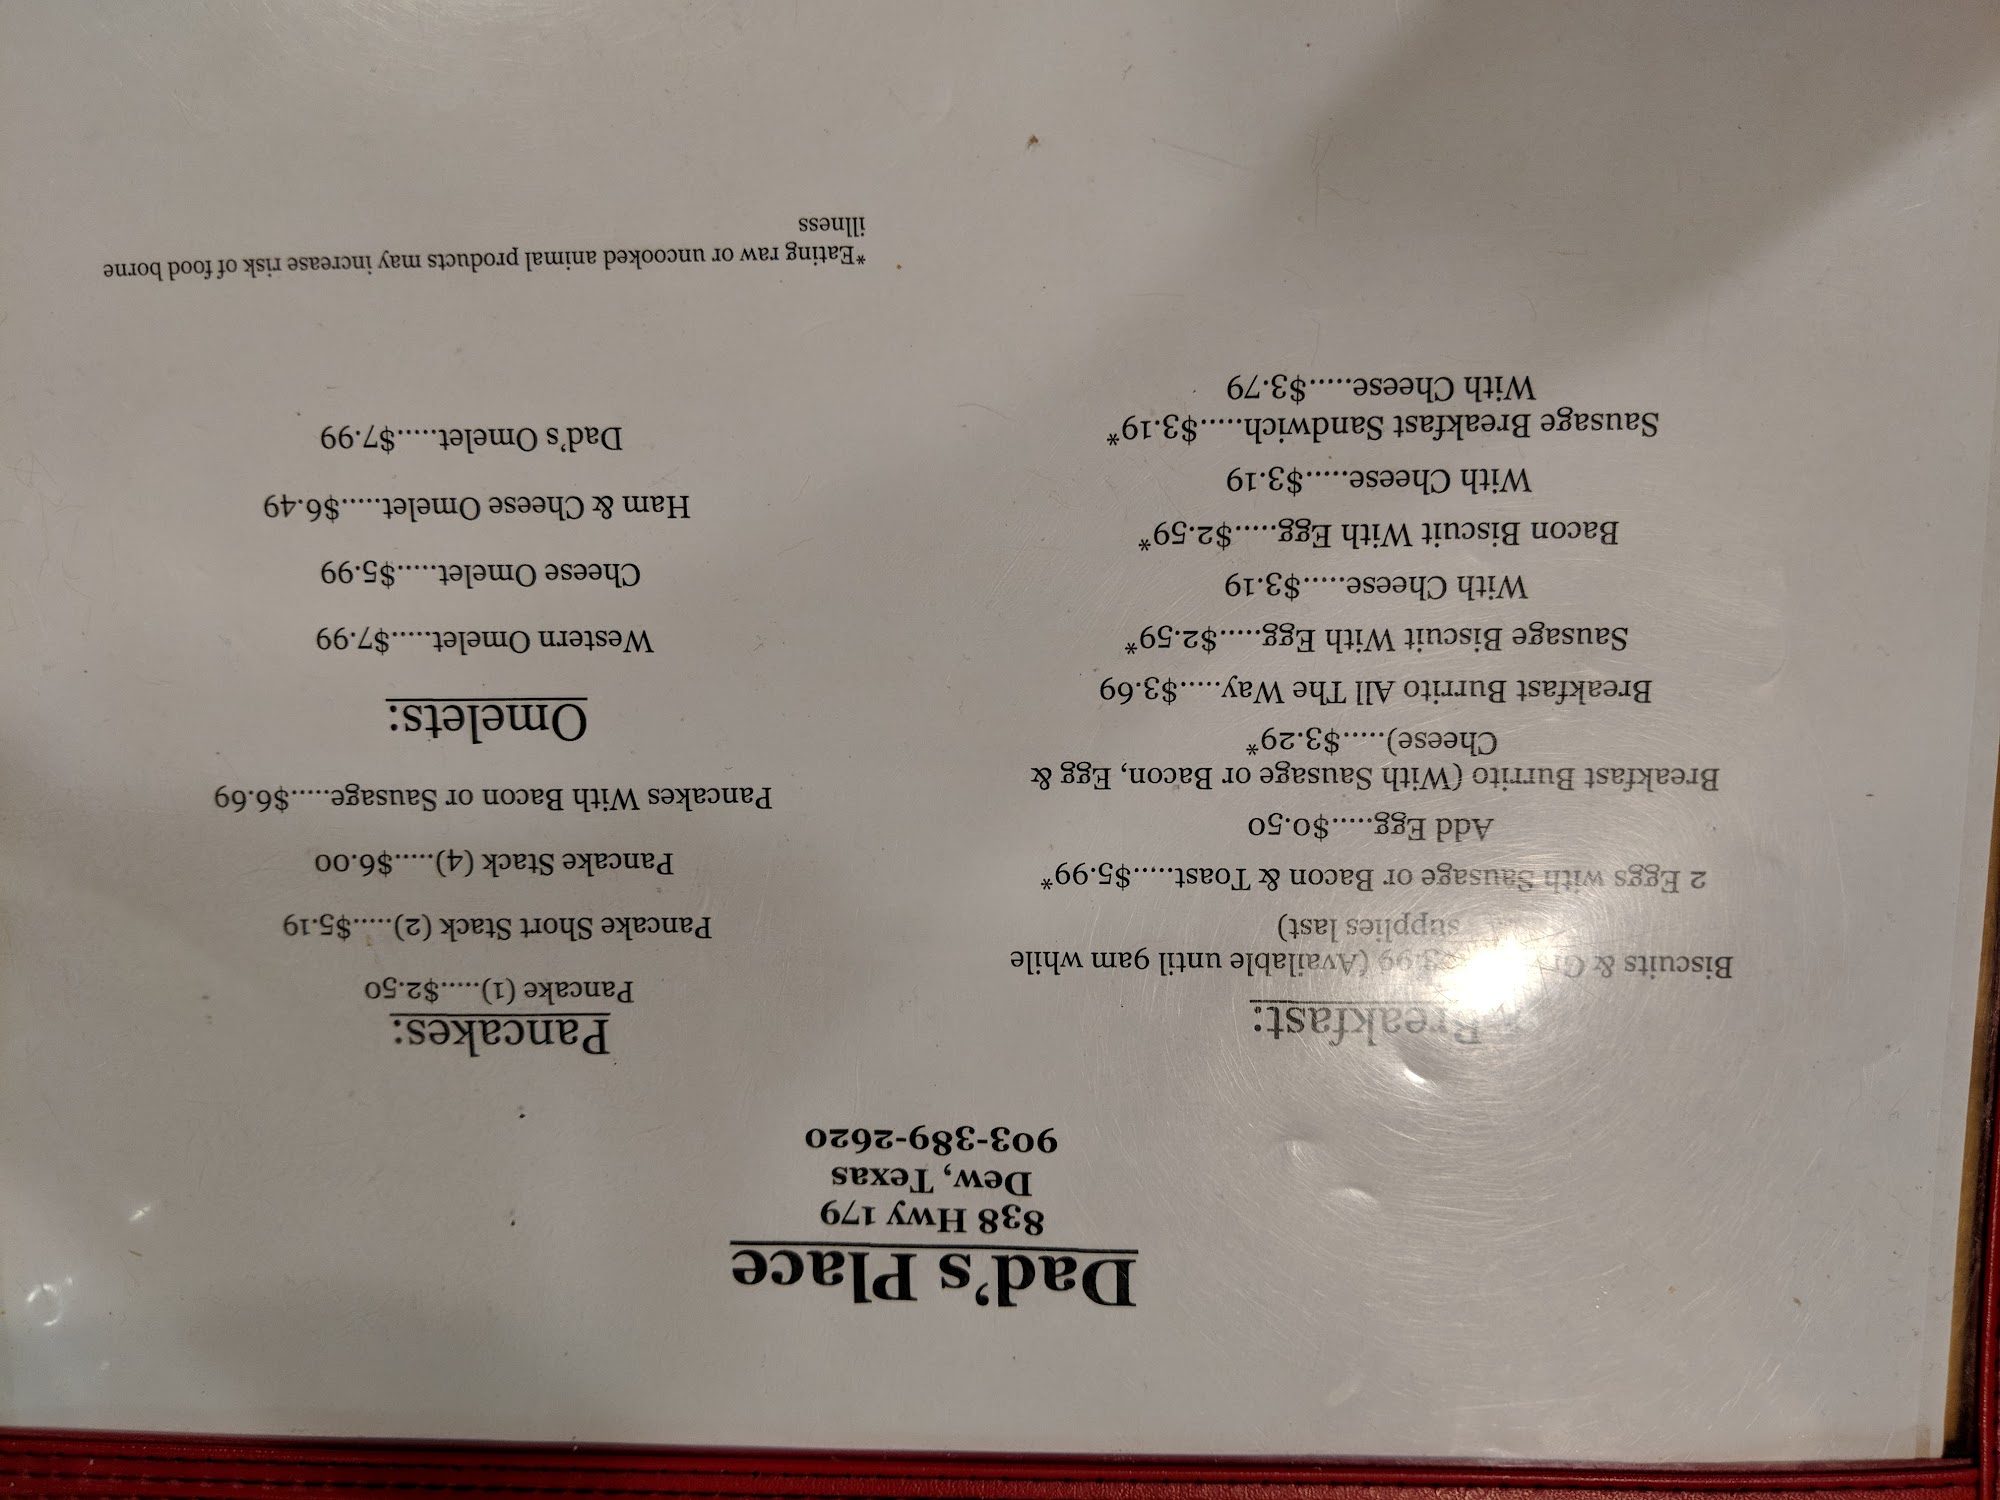 Dad's Place
838 Hwy 179
Dew, Texas
903-389-2620
Breakfast:
Biscuits & (Available until 9am while
supplies last)
2 Eggs with Sausage or Bacon & Toast......$5.99*
Add Egg......$0.50
Breakfast Burrito (With Sausage or Bacon, Egg &
Cheese)......$3.29*
Breakfast Burrito All The Way......$3.69
Sausage Biscuit With Egg......$2.59*
With Cheese......$3.19
Bacon Biscuit With Egg......$2.59*
With Cheese......$3.19
Sausage Breakfast Sandwich......$3.19*
With Cheese......$3.79
Pancakes:
Pancake (1)......$2.50
Pancake Short Stack (2)......$5.19
Pancake Stack (4)......$6.00
Pancakes With Bacon or Sausage......$6.69
Omelets:
Western Omelet......$7.99
Cheese Omelet......$5.99
Ham & Cheese Omelet......$6.49
Dad's Omelet......$7.99
*Eating raw or uncooked animal products may increase risk of food borne
illness